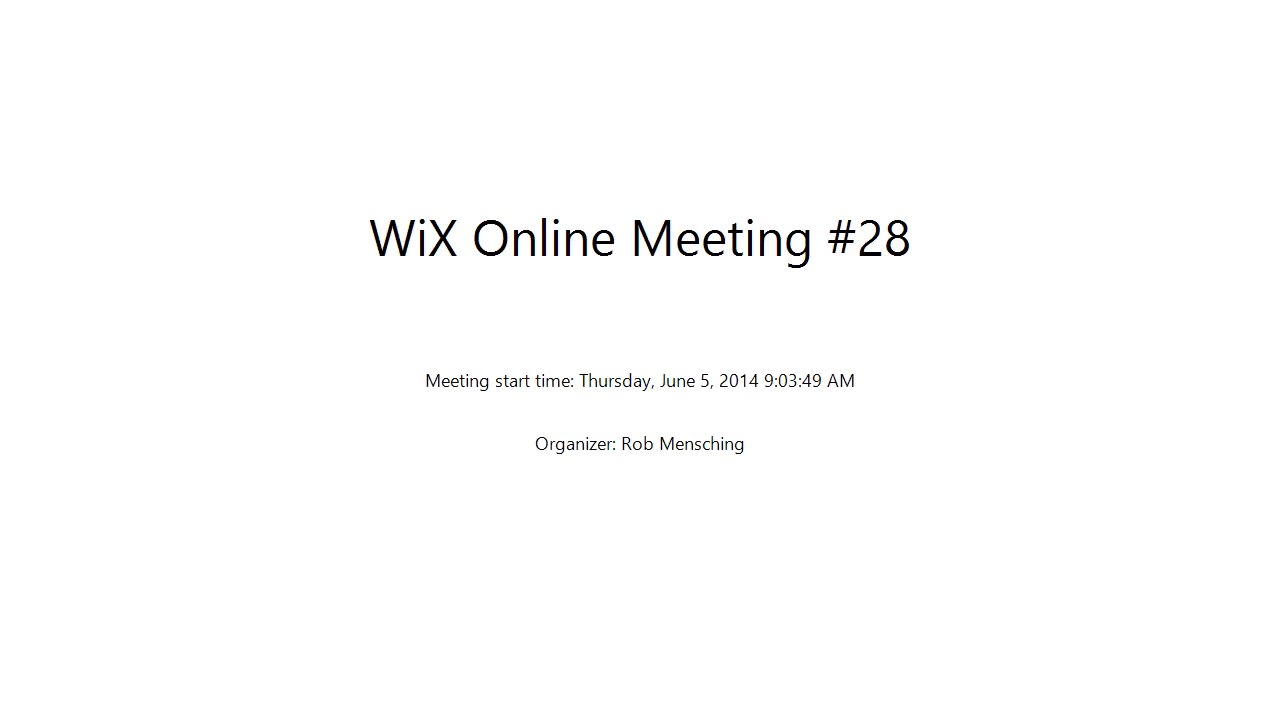 WiX Online Meeting #28
Meeting start time: Thursday, June 5, 2014 9:03:49 AM
Organizer: Rob Mensching